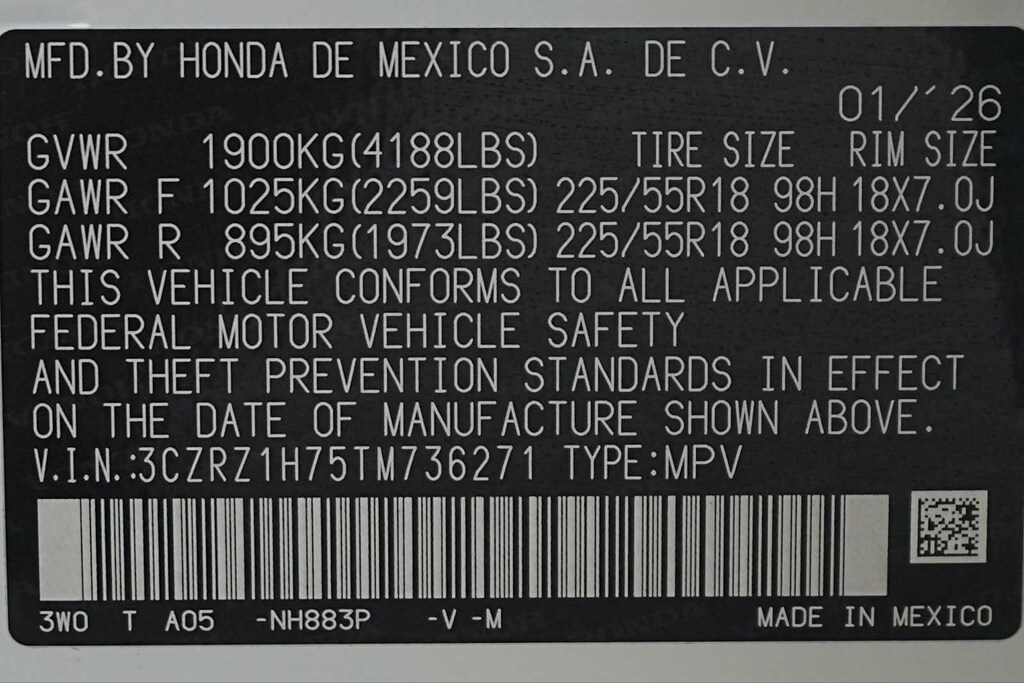 MFD.BY HONDA DE MEXICO S.A. DE C.V.
01/´26
GVWR 1900KG(4188LBS) TIRE SIZE RIM SIZE
GAWR F 1025KG(2259LBS) 225/55R18 98H 18X7.0J
GAWR R 895KG(1973LBS) 225/55R18 98H 18X7.0J
THIS VEHICLE CONFORMS TO ALL APPLICABLE
FEDERAL MOTOR VEHICLE SAFETY
AND THEFT PREVENTION STANDARDS IN EFFECT
ON THE DATE OF MANUFACTURE SHOWN ABOVE.
V.I.N.:3CZRZ1H75TM736271 TYPE:MPV
3W0 T A05 -NH883P -V -M MADE IN MEXICO